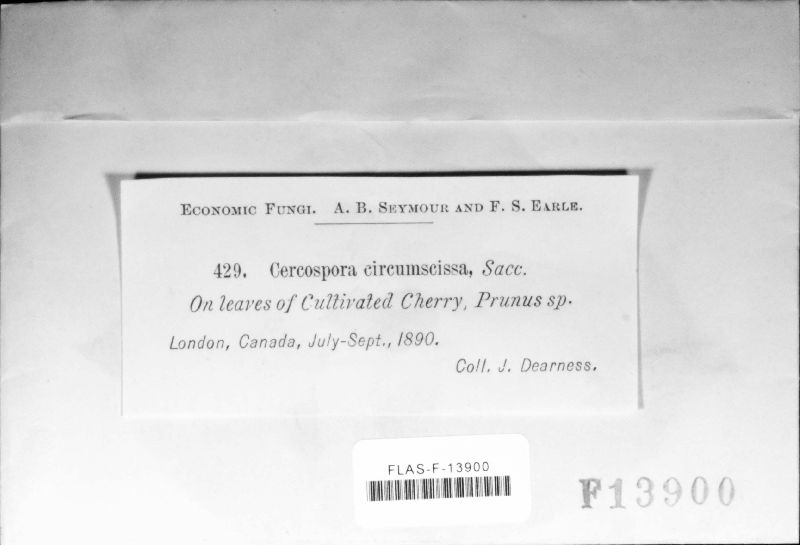 Economic Fungi. A. B. Seymour and F. S. Earle.
429. Cercospora circumscissa, Sacc.
On leaves of Cultivated Cherry, Prunus sp.
London, Canada, July-Sept., 1890.
Coll. J. Dearness.
FLAS-F-13900
F13900